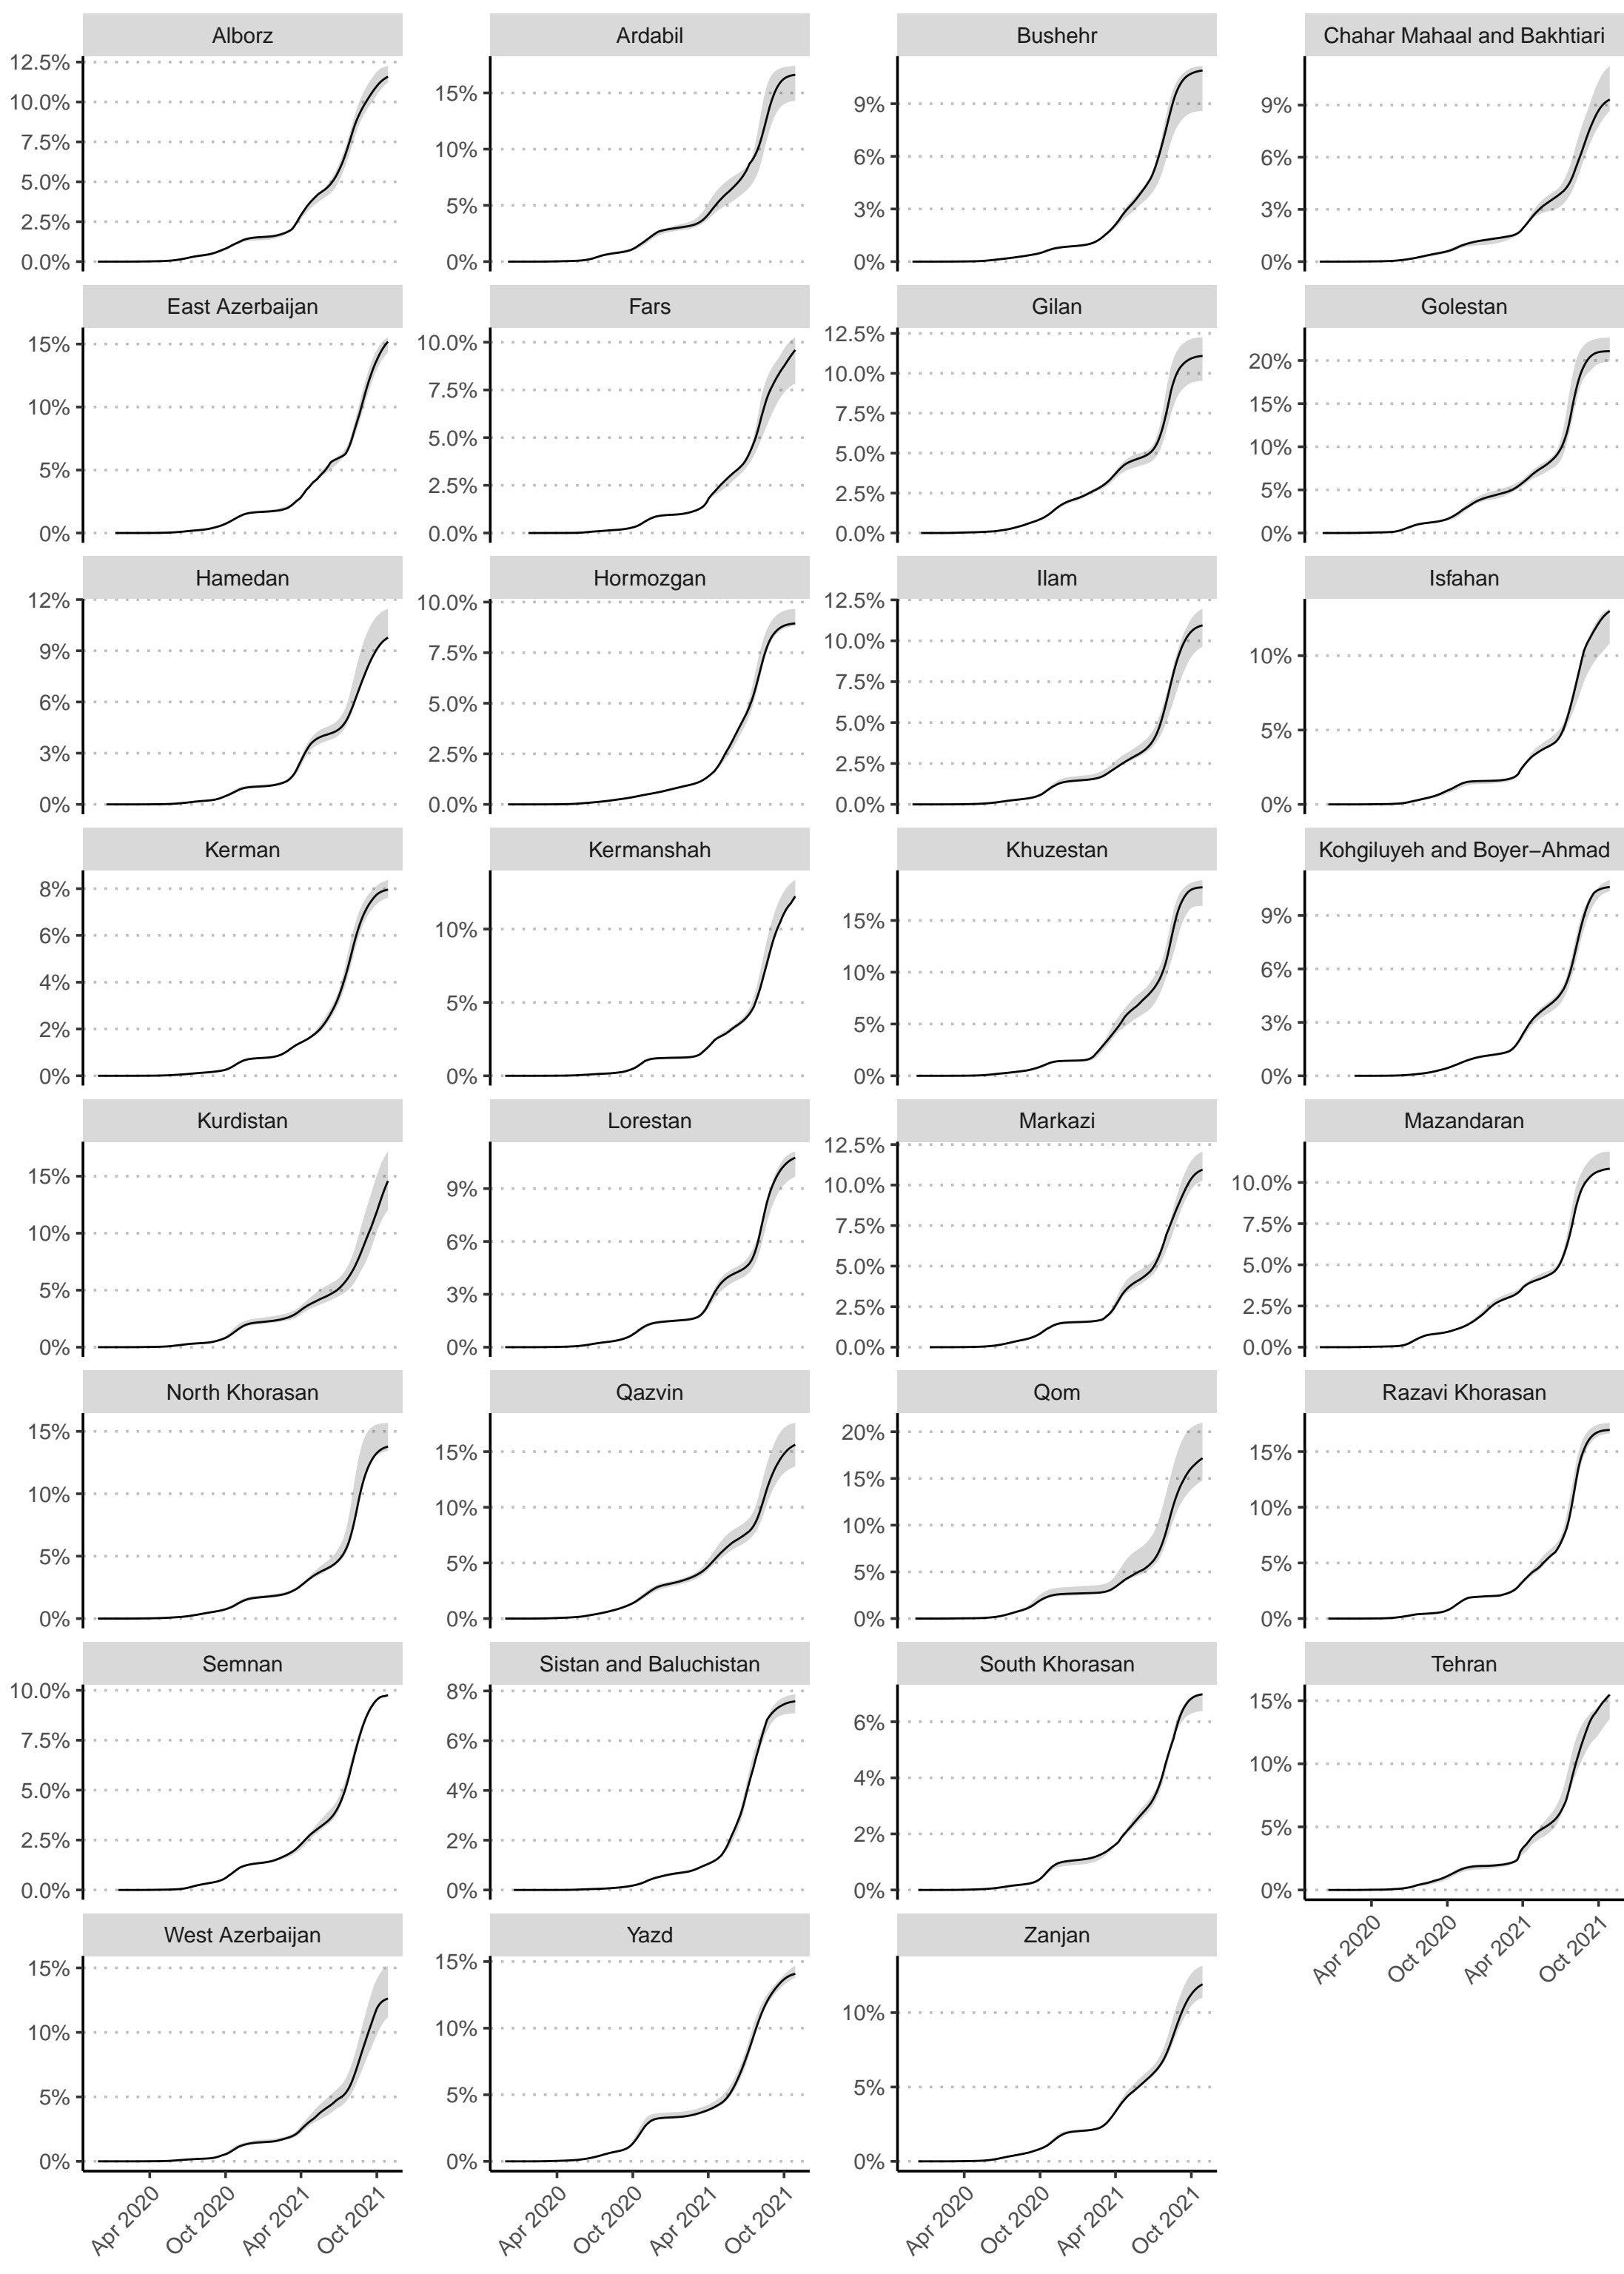 Alborz
Ardabil
Bushehr
Chahar Mahaal and Bakhtiari
12.5%
10.0%
7.5%
5.0%
2.5%
0.0%
15%
10%
5%
0%
9%
6%
3%
0%
9%
6%
3%
0%
East Azerbaijan
Fars
Gilan
Golestan
15%
10%
5%
0%
10.0%
7.5%
5.0%
2.5%
0.0%
12.5%
10.0%
7.5%
5.0%
2.5%
0.0%
20%
15%
10%
5%
0%
Hamedan
Hormozgan
Ilam
Isfahan
12%
9%
6%
3%
0%
10.0%
7.5%
5.0%
2.5%
0.0%
12.5%
10.0%
7.5%
5.0%
2.5%
0.0%
10%
5%
0%
Kerman
Kermanshah
Khuzestan
Kohgiluyeh and Boyer−Ahmad
8%
6%
4%
2%
0%
10%
5%
0%
15%
10%
5%
0%
9%
6%
3%
0%
Kurdistan
Lorestan
Markazi
Mazandaran
15%
10%
5%
0%
9%
6%
3%
0%
12.5%
10.0%
7.5%
5.0%
2.5%
0.0%
10.0%
7.5%
5.0%
2.5%
0.0%
North Khorasan
Qazvin
Qom
Razavi Khorasan
15%
10%
5%
0%
15%
10%
5%
0%
20%
15%
10%
5%
0%
15%
10%
5%
0%
Semnan
Sistan and Baluchistan
South Khorasan
Tehran
10.0%
7.5%
5.0%
2.5%
0.0%
8%
6%
4%
2%
0%
6%
4%
2%
0%
15%
10%
5%
0%
Apr 2020
Oct 2020
Apr 2021
Oct 2021
West Azerbaijan
Yazd
Zanjan
15%
10%
5%
0%
15%
10%
5%
0%
10%
5%
0%
Apr 2020
Oct 2020
Apr 2021
Oct 2021
Apr 2020
Oct 2020
Apr 2021
Oct 2021
Apr 2020
Oct 2020
Apr 2021
Oct 2021